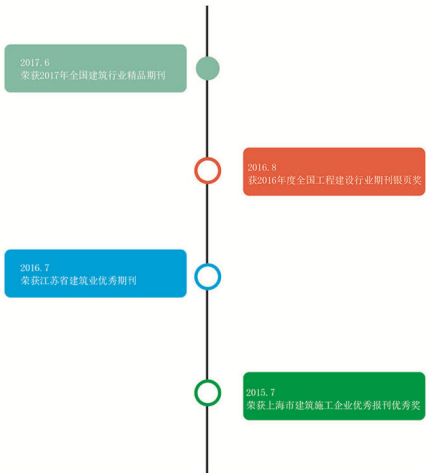 2017.6
荣获2017年全国建筑行业精品期刊
2016.8
获2016年度全国工程建设行业期刊银页奖
2016.7
荣获江苏省建筑业优秀期刊
2015.7
荣获上海市建筑施工企业优秀报刊优秀奖